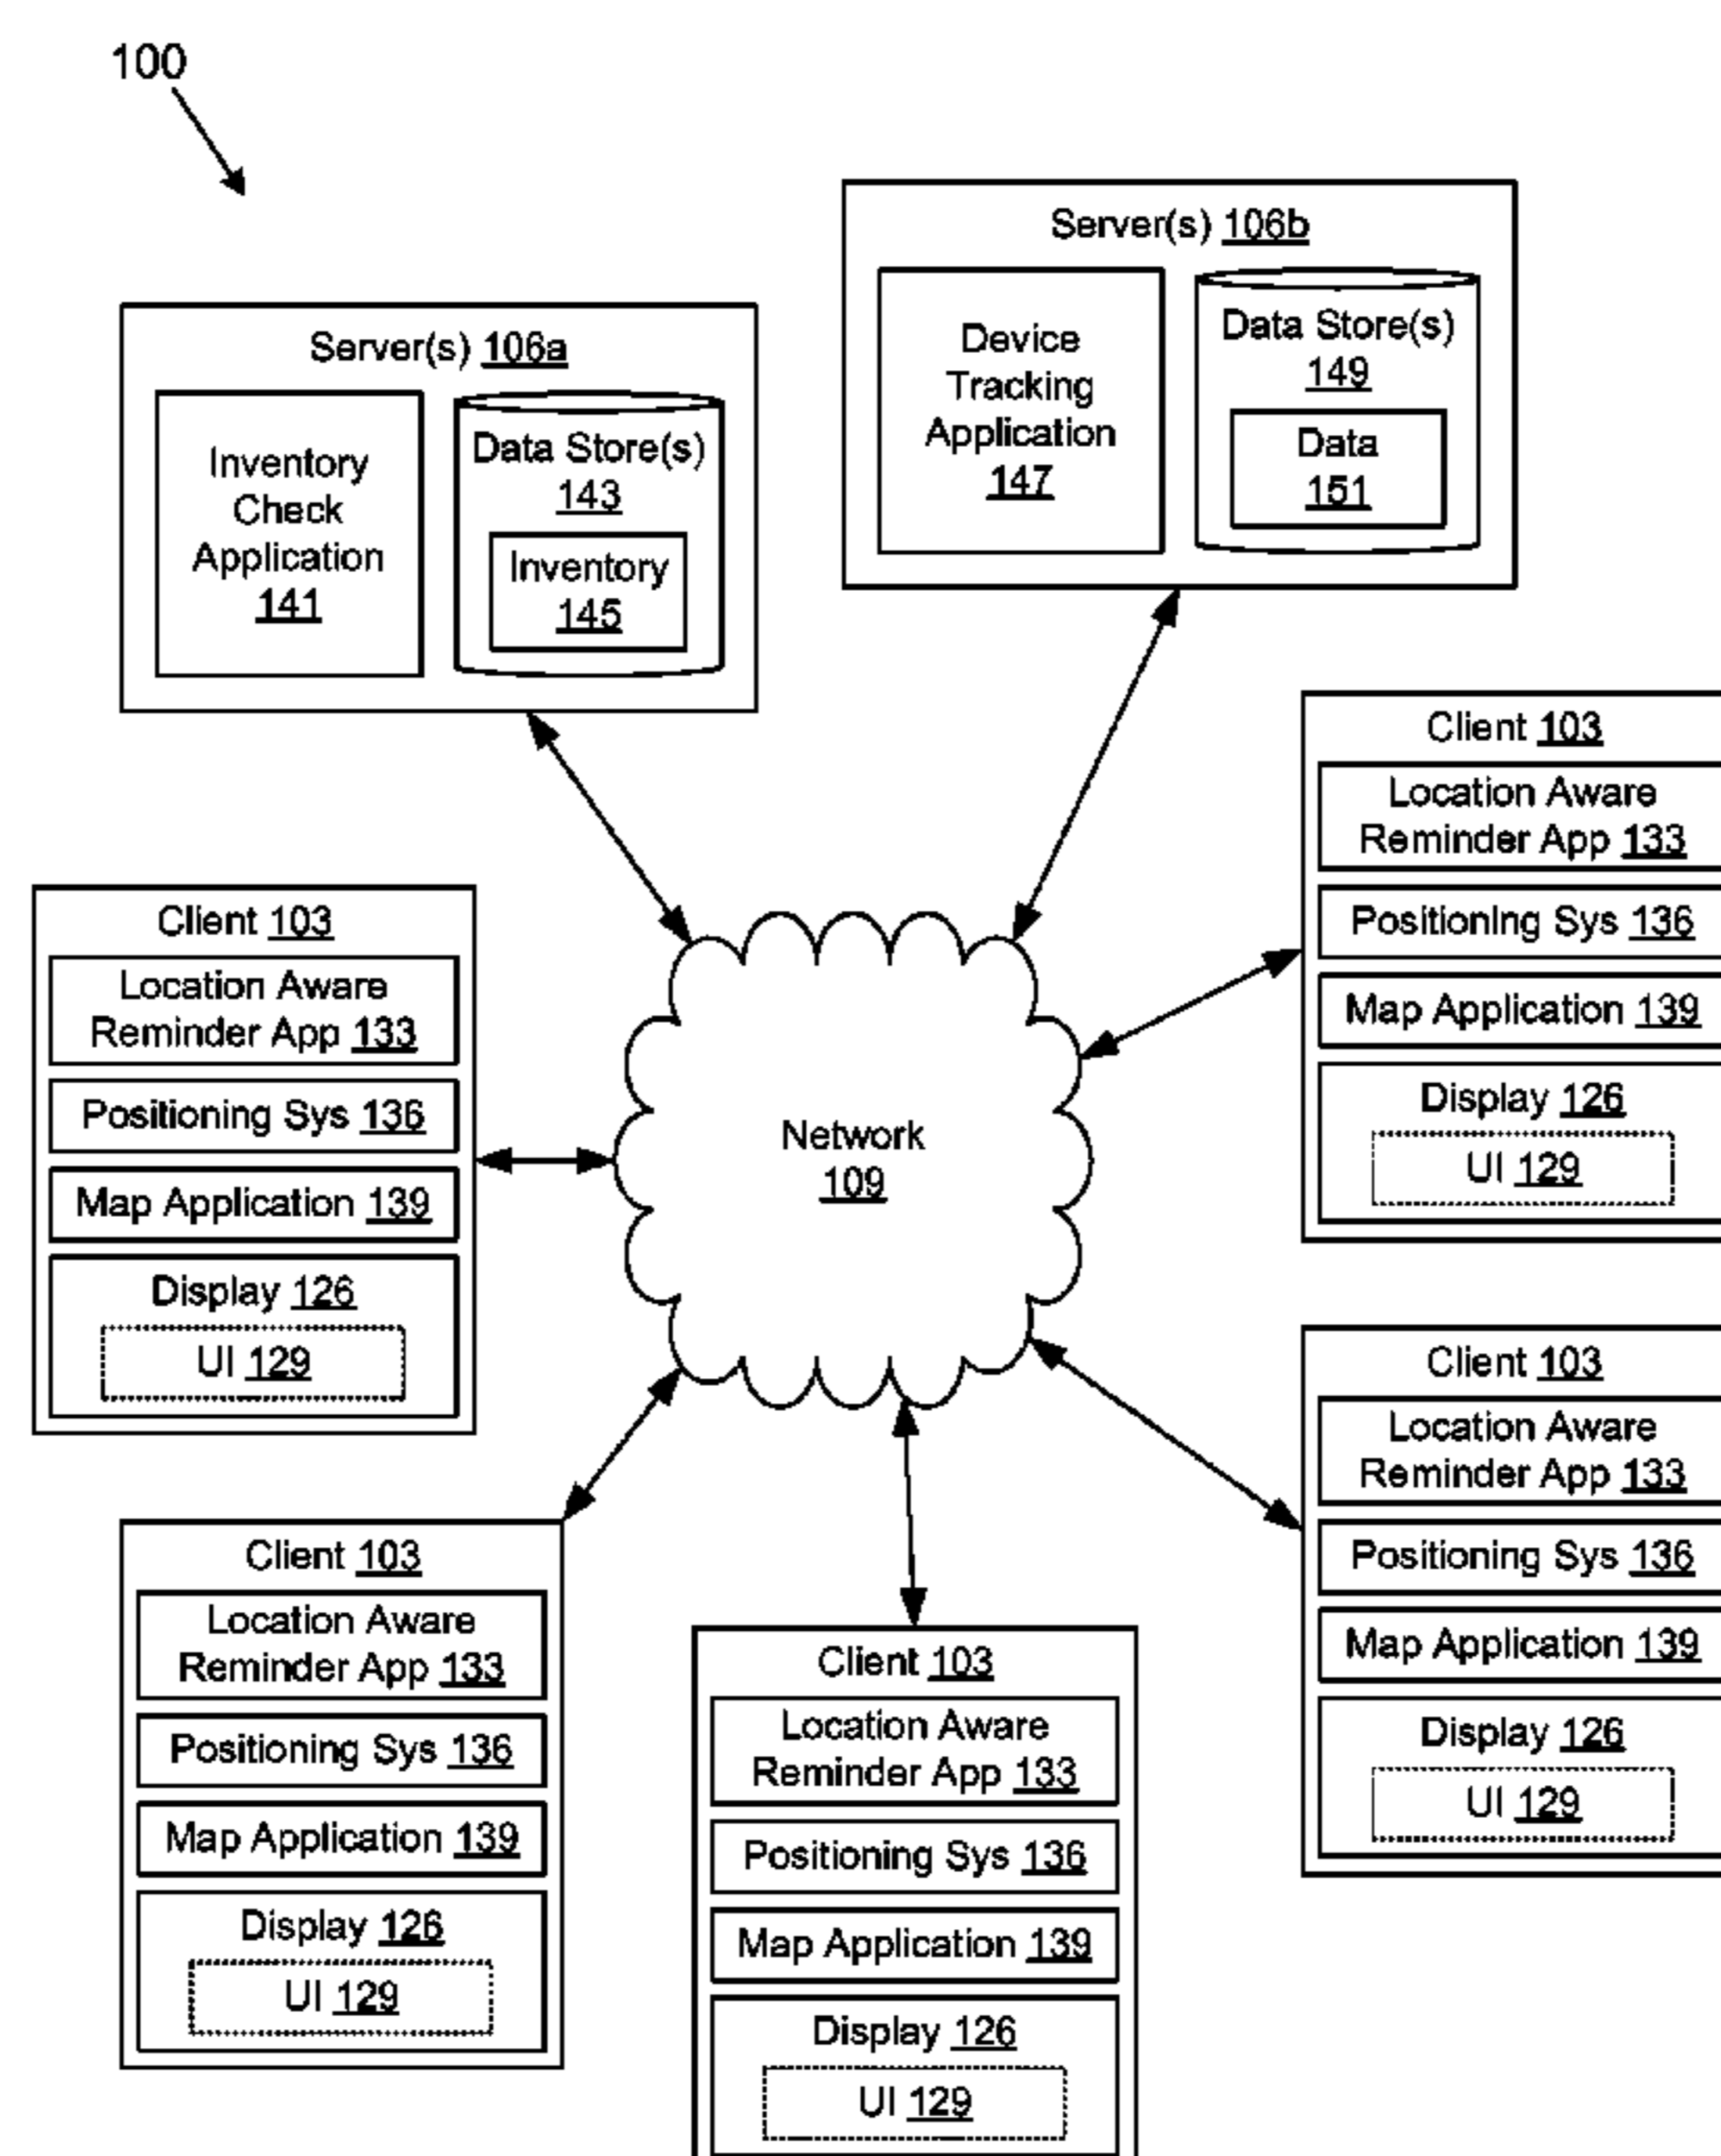 100
Server(s) 106a
Inventory
Check
Application
141
Data Store(s)
143
Inventory
145
Server(s) 106b
Device
Tracking
Application
147
Data Store(s)
149
Data
151
Client 103
Location Aware
Reminder App 133
Positioning Sys 136
Map Application 139
Display 126
UI 129
Network
109
Client 103
Location Aware
Reminder App 133
Positioning Sys 136
Map Application 139
Display 126
UI 129
Client 103
Location Aware
Reminder App 133
Positioning Sys 136
Map Application 139
Display 126
UI 129
Client 103
Location Aware
Reminder App 133
Positioning Sys 136
Map Application 139
Display 126
UI 129
Client 103
Location Aware
Reminder App 133
Positioning Sys 136
Map Application 139
Display 126
UI 129